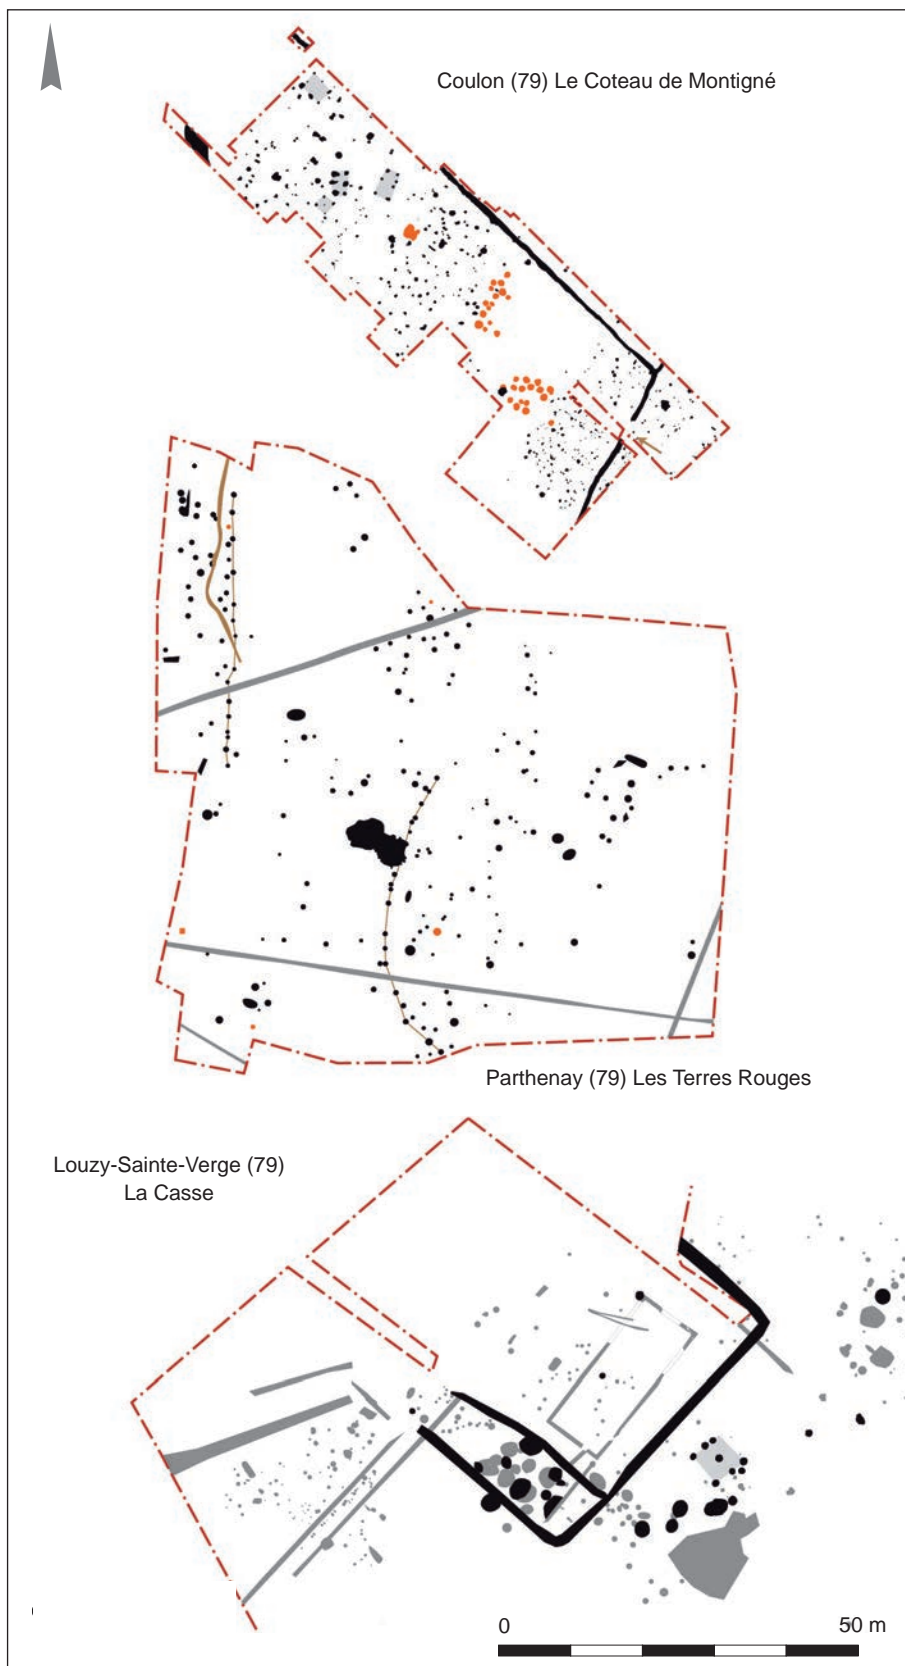 Coulon (79) Le Coteau de Montigné
Parthenay (79) Les Terres Rouges
Louzy-Sainte-Verge (79)
La Casse
0 50 m